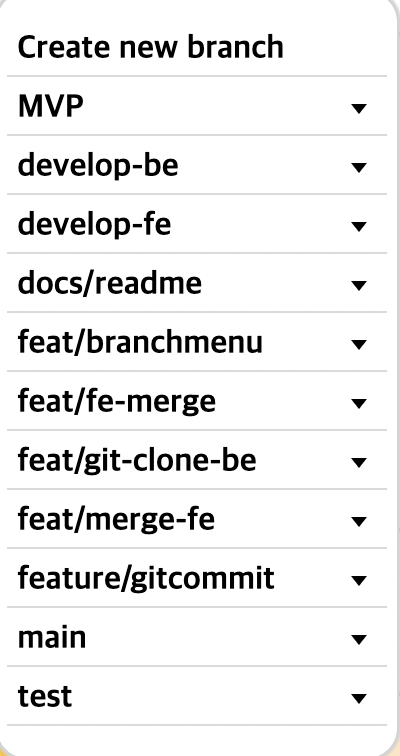 Create new branch
MVP
develop-be
develop-fe
docs/readme
feat/branchmenu
feat/fe-merge
feat/git-clone-be
feat/merge-fe
feature/gitcommit
main
test